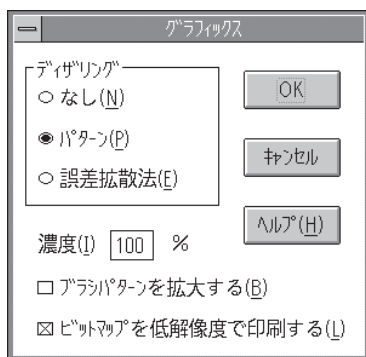 グラフィックス
ディザリング
なし(N)
パターン(P)
誤差拡散法(E)
濃度(I) 100 %
ブラシパターンを拡大する(B)
ビットマップを低解像度で印刷する(L)
OK
キャンセル
ヘルプ(H)